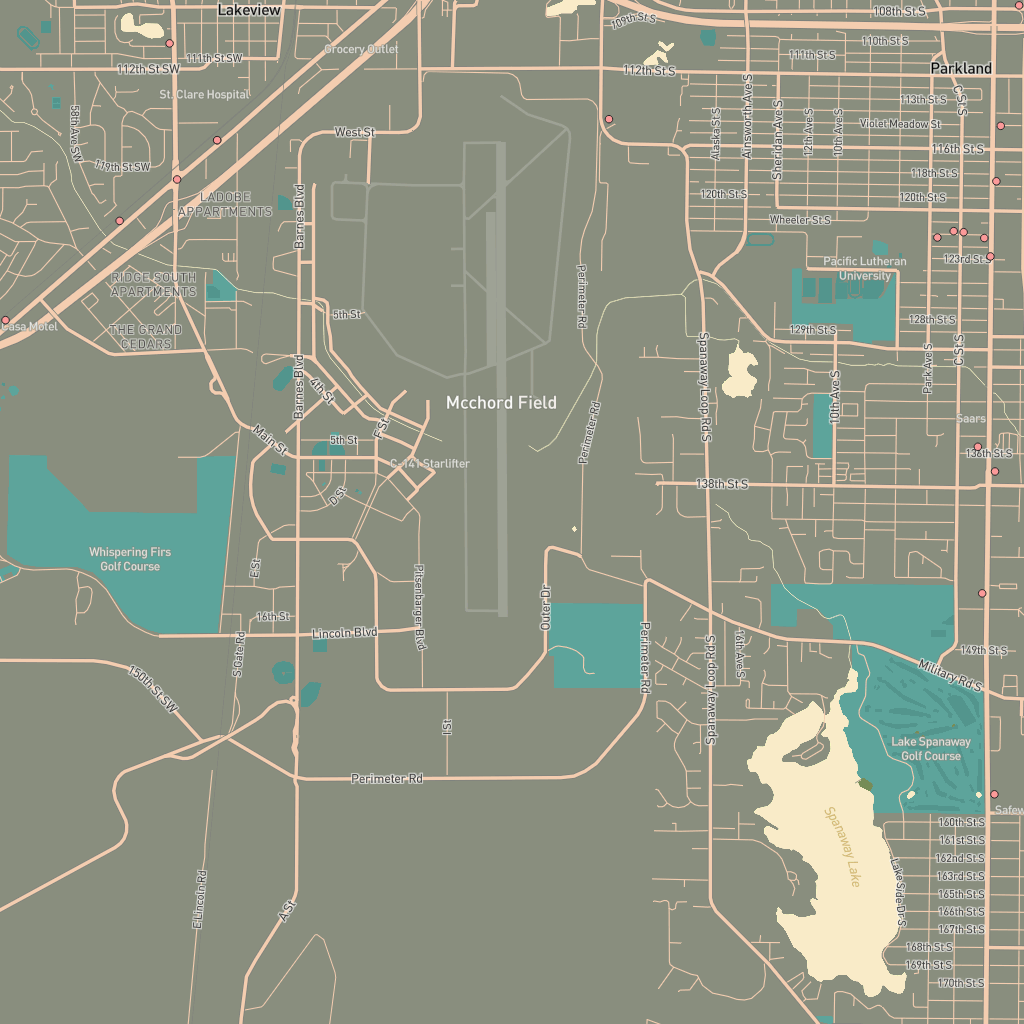 Lakeview
108th St S
109th St S
Grocery Outlet
110th St S
111th St SW
111th St S
112th St SW
112th St S
Parkland
St. Clare Hospital
113th St S
C St S
58th Ave SW
Alaska St S
Ainsworth Ave S
Sheridan Ave S
12th Ave S
10th Ave S
Violet Meadow St
West St
116th St S
119th St SW
118th St S
LADOBE
APPARTMENTS
120th St S
120th St S
Barnes Blvd
Wheeler St S
123rd St S
Pacific Lutheran
University
RIDGE SOUTH
APARTMENTS
Perimeter Rd
5th St
Casa Motel
THE GRAND
CEDARS
128th St S
129th St S
C St S
Park Ave S
Spanaway Loop Rd S
Barnes Blvd
4th St
10th Ave S
Mcchord Field
Saars
F St
Main St
5th St
Perimeter Rd
136th St S
C-141 Starlifter
138th St S
D St
Whispering Firs
Golf Course
E St
Pitsenbarger Blvd
Outer Dr
16th St
Lincoln Blvd
S Gate Rd
Perimeter Rd
16th Ave S
Spanaway Loop Rd S
149th St S
Military Rd S
150th St SW
I St
Lake Spanaway
Golf Course
Perimeter Rd
Safew
160th St S
Spanaway Lake
161st St S
162nd St S
163rd St S
Lake Side Dr S
165th St S
E Lincoln Rd
A St
166th St S
167th St S
168th St S
169th St S
170th St S